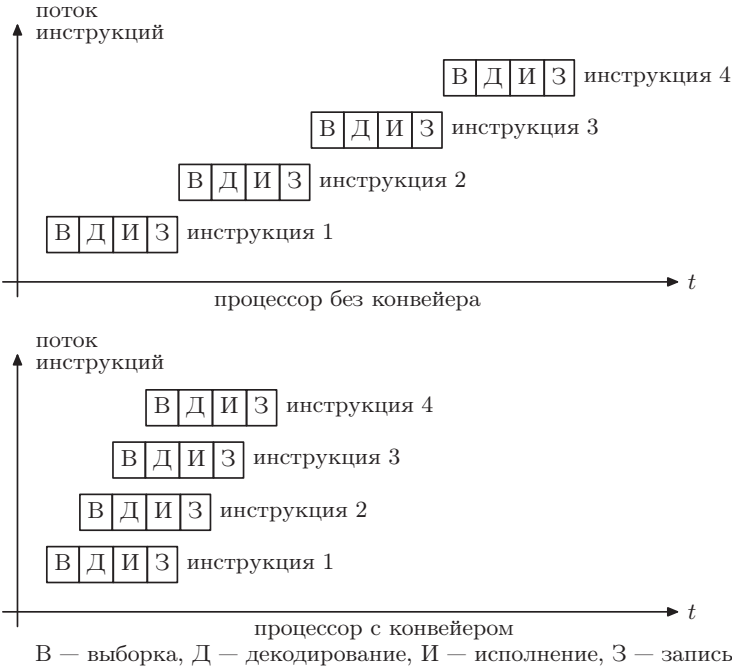 поток
инструкций
В Д И З инструкция 4
В Д И З инструкция 3
В Д И З инструкция 2
В Д И З инструкция 1
t
процессор без конвейера
поток
инструкций
В Д И З инструкция 4
В Д И З инструкция 3
В Д И З инструкция 2
В Д И З инструкция 1
t
процессор с конвейером
В — выборка, Д — декодирование, И — исполнение, З — запись